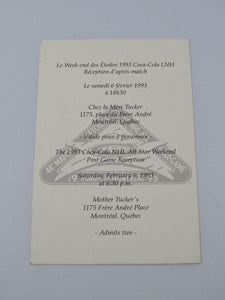 Le Week-end des Étoiles 1993 Coca-Cola LNH
Réception d'après-match
Le samedi 6 février 1993
à 18h30
Chez la Mère Tucker
1175, place du Frère André
Montréal, Québec
- Valide pour 2 personnes -
The 1993 Coca-Cola NHL All-Star Weekend
Post Game Reception
Saturday, February 6, 1993
at 6:30 p.m.
Mother Tucker's
1175 Frère André Place
Montréal, Quebec
- Admits two -